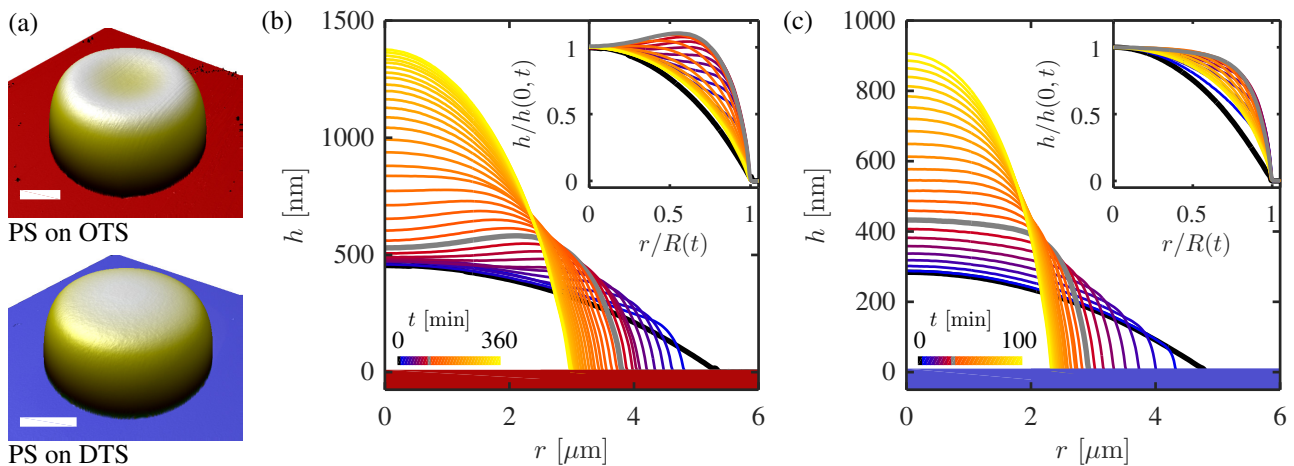 (a)
PS on OTS
PS on DTS
(b)
1500
1000
500
0
h [nm]
0
2
4
6
r [μm]
t [min]
0
360
1
0.5
0
h/h(0, t)
0
0.5
1
r/R(t)
(c)
1000
800
600
400
200
0
h [nm]
0
2
4
6
r [μm]
t [min]
0
100
1
0.5
0
h/h(0, t)
0
0.5
1
r/R(t)